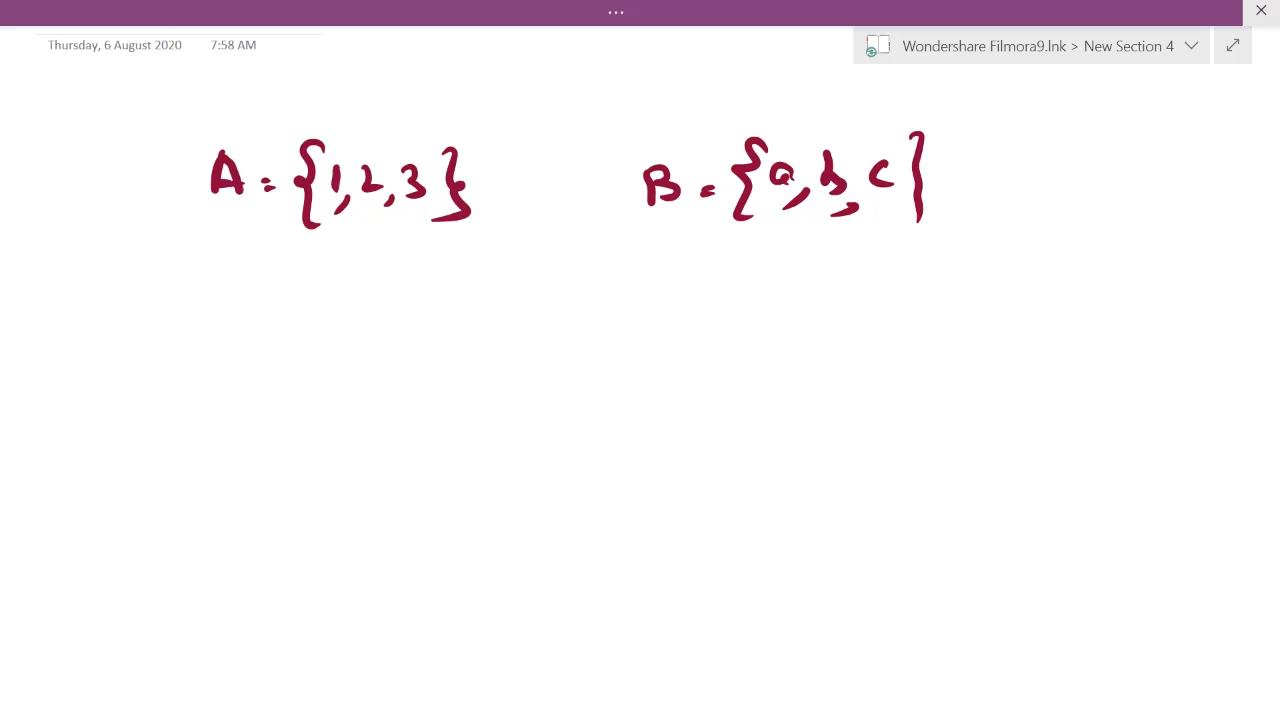 Thursday, 6 August 2020 7:58 AM
Wondershare Filmora9.lnk > New Section 4
A = {1, 2, 3} B = {a, b, c}